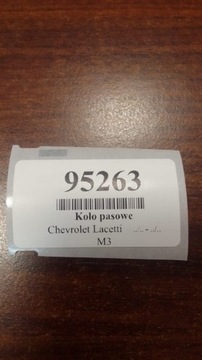 95263
Koło pasowe
Chevrolet Lacetti ../.. - ../..
M3